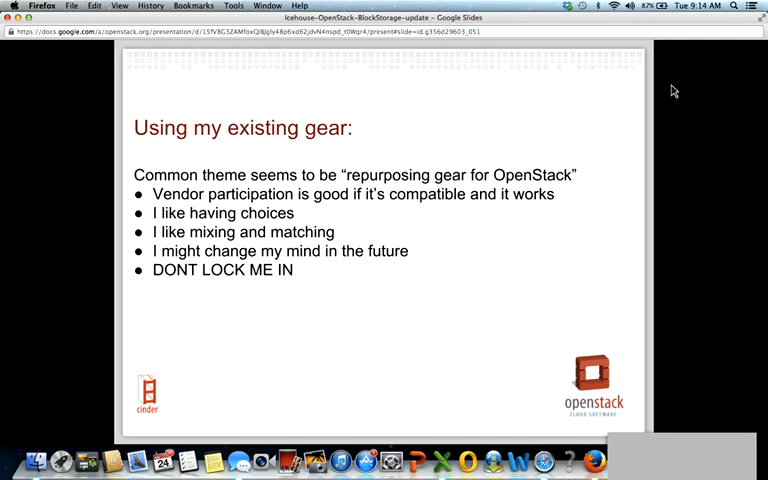 Firefox File Edit View History Bookmarks Tools Window Help 87% Tue 9:14 AM
Icehouse-OpenStack-BlockStorage-update - Google Slides
Using my existing gear:
Common theme seems to be “repurposing gear for OpenStack”
● Vendor participation is good if it’s compatible and it works
● I like having choices
● I like mixing and matching
● I might change my mind in the future
● DONT LOCK ME IN
cinder
openstack
CLOUD SOFTWARE
24